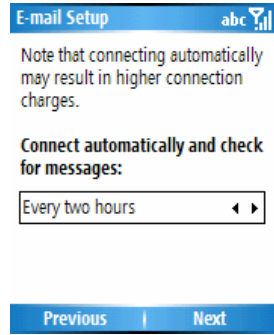 E-mail Setup abc
Note that connecting automatically
may result in higher connection
charges.
Connect automatically and check
for messages:
Every two hours
Previous Next